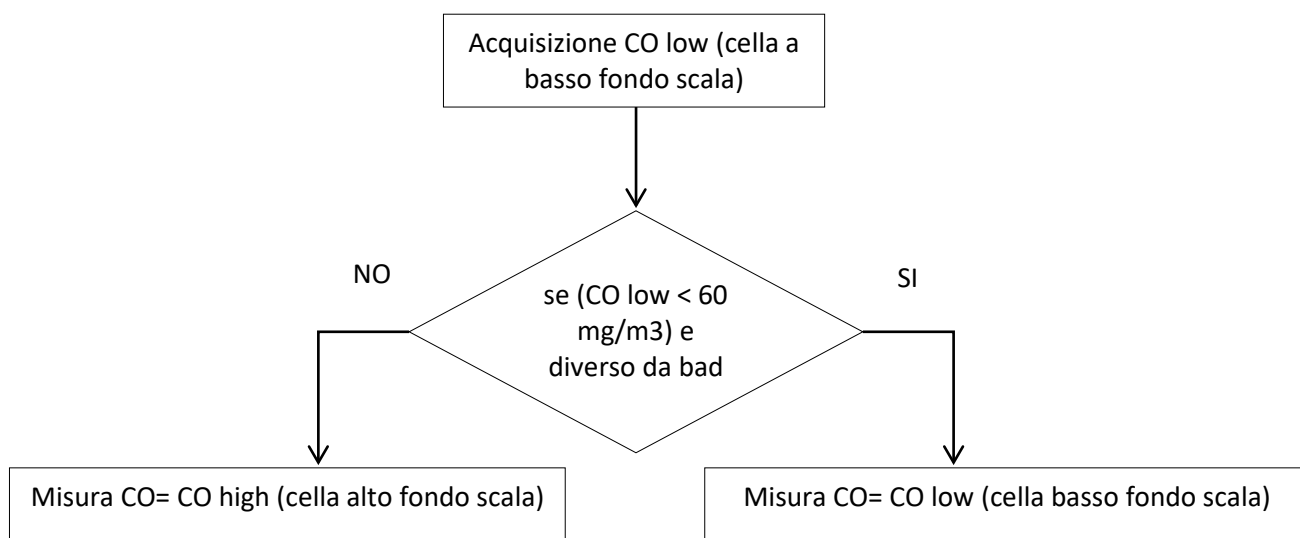 Acquisizione CO low (cella a
basso fondo scala)
NO
SI
se (CO low < 60
mg/m3) e
diverso da bad
Misura CO= CO high (cella alto fondo scala)
Misura CO= CO low (cella basso fondo scala)